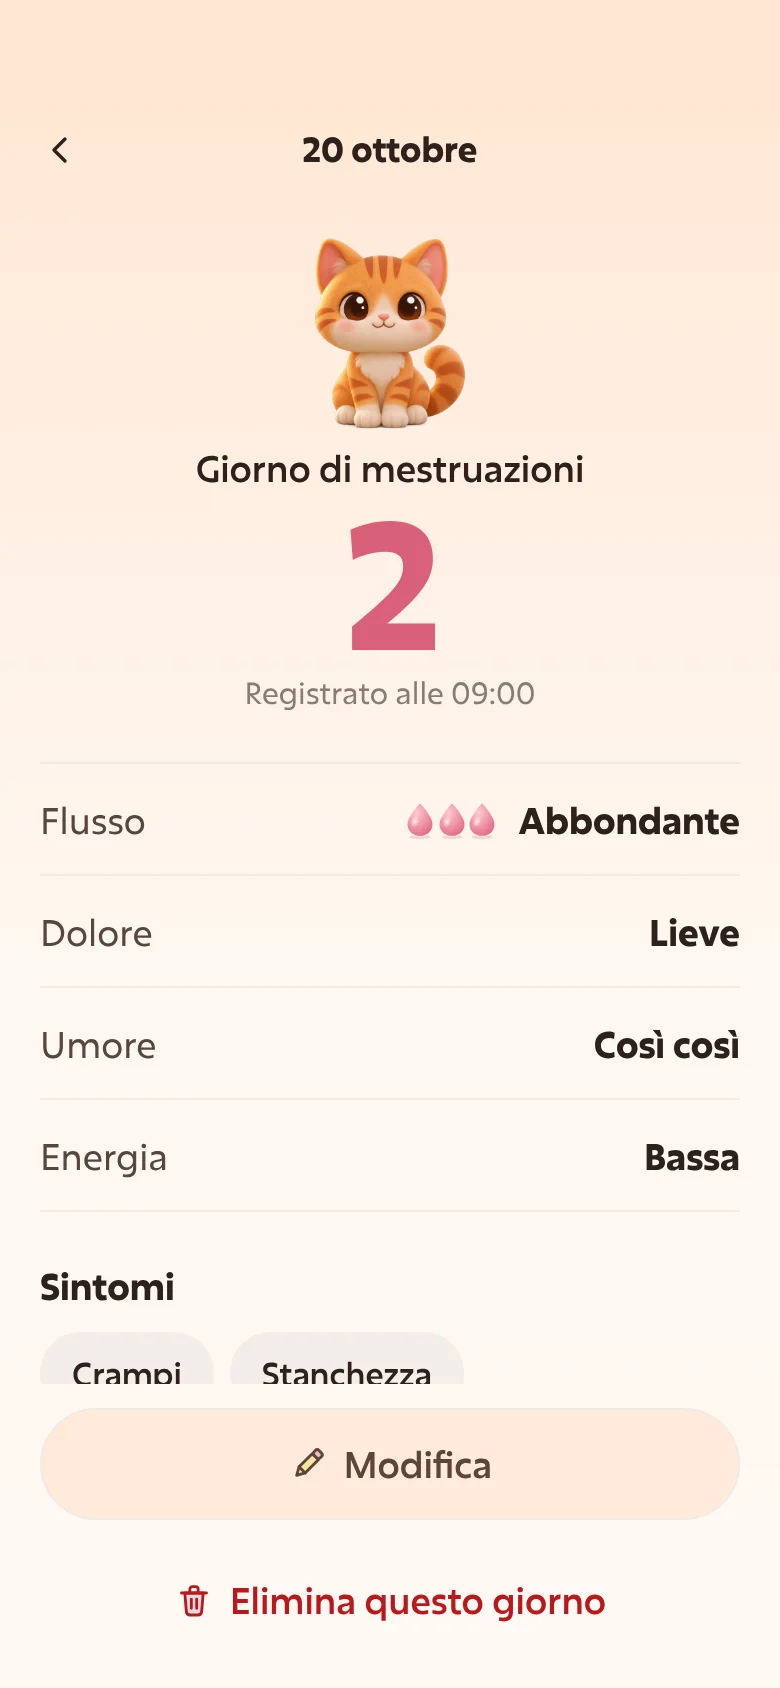 20 ottobre
Giorno di mestruazioni
2
Registrato alle 09:00
Flusso Abbondante
Dolore Lieve
Umore Così così
Energia Bassa
Sintomi
Crampi Stanchezza
Modifica
Elimina questo giorno